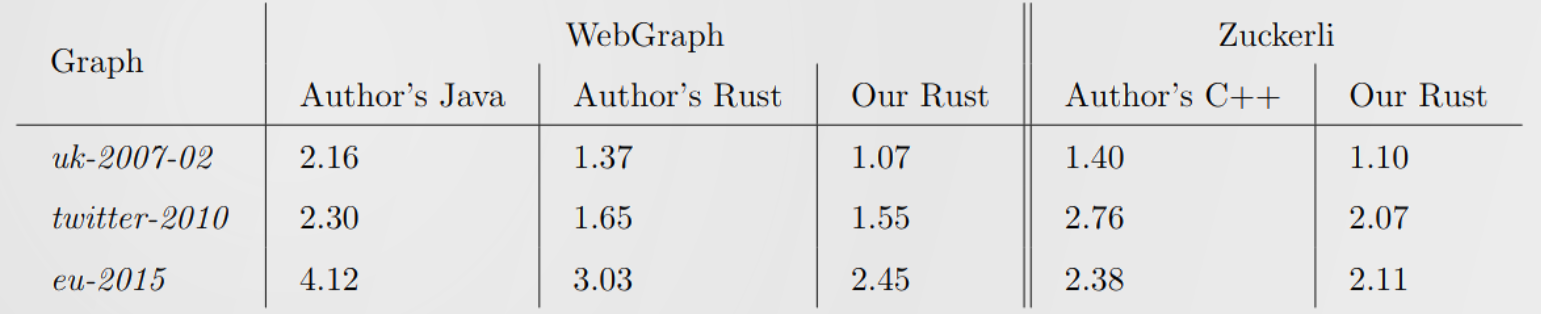 WebGraph Zuckerli
Graph
Author's Java Author's Rust Our Rust Author's C++ Our Rust
uk-2007-02 2.16 1.37 1.07 1.40 1.10
twitter-2010 2.30 1.65 1.55 2.76 2.07
eu-2015 4.12 3.03 2.45 2.38 2.11